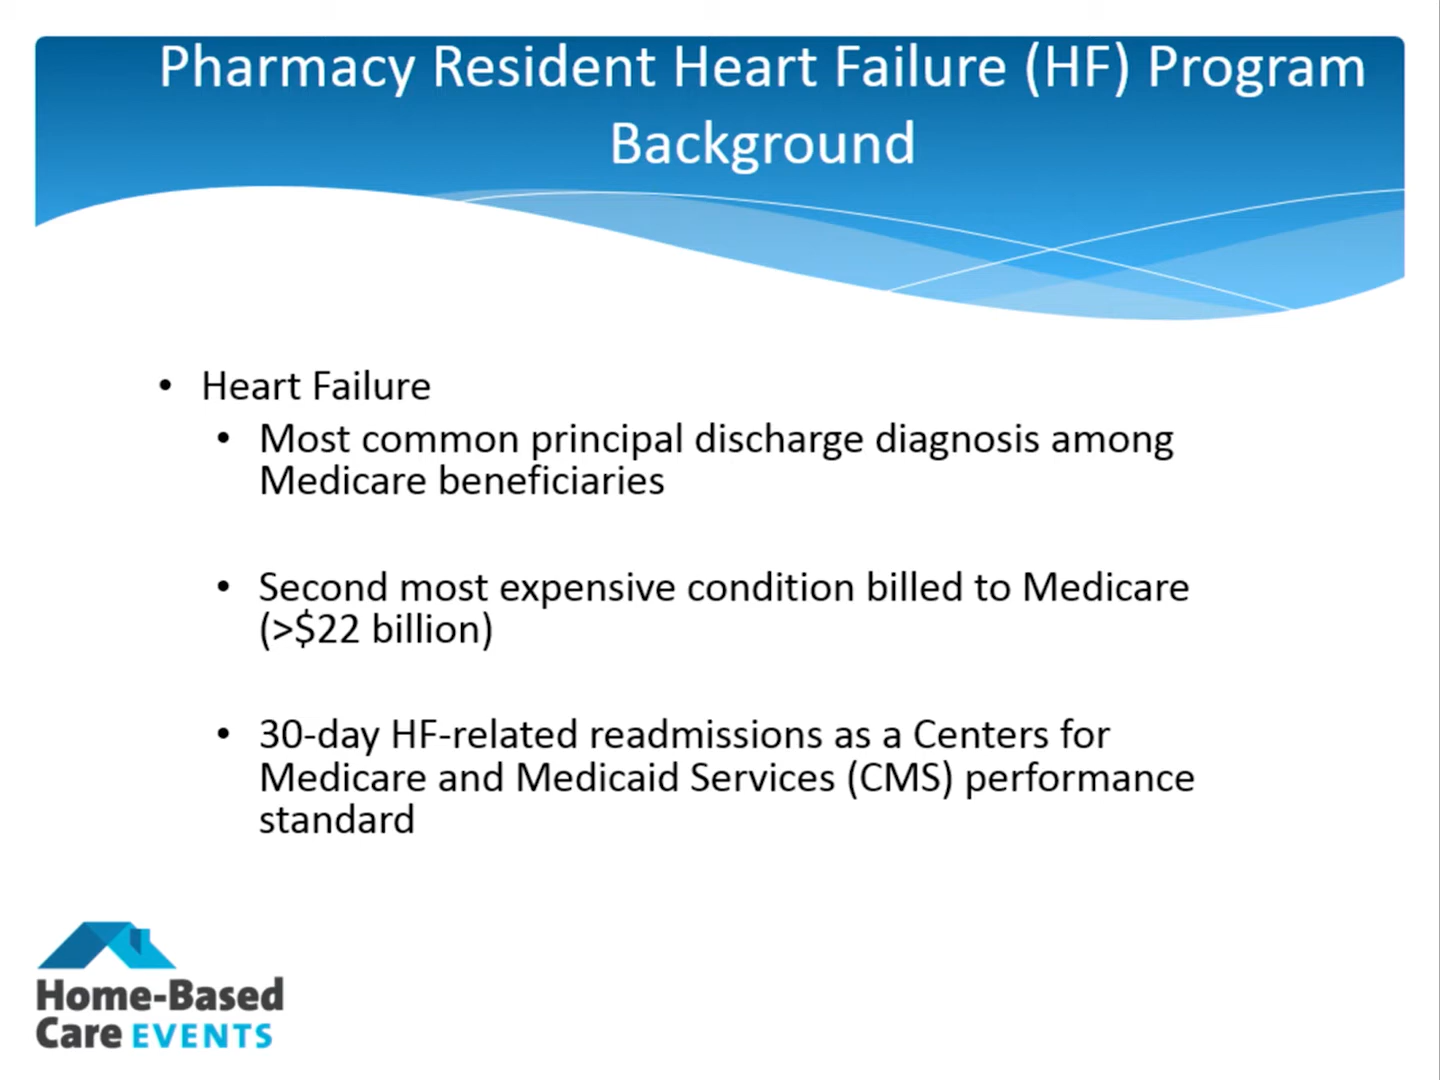 Pharmacy Resident Heart Failure (HF) Program
Background
• Heart Failure
• Most common principal discharge diagnosis among
Medicare beneficiaries
• Second most expensive condition billed to Medicare
(>$22 billion)
• 30-day HF-related readmissions as a Centers for
Medicare and Medicaid Services (CMS) performance
standard
Home-Based
Care EVENTS